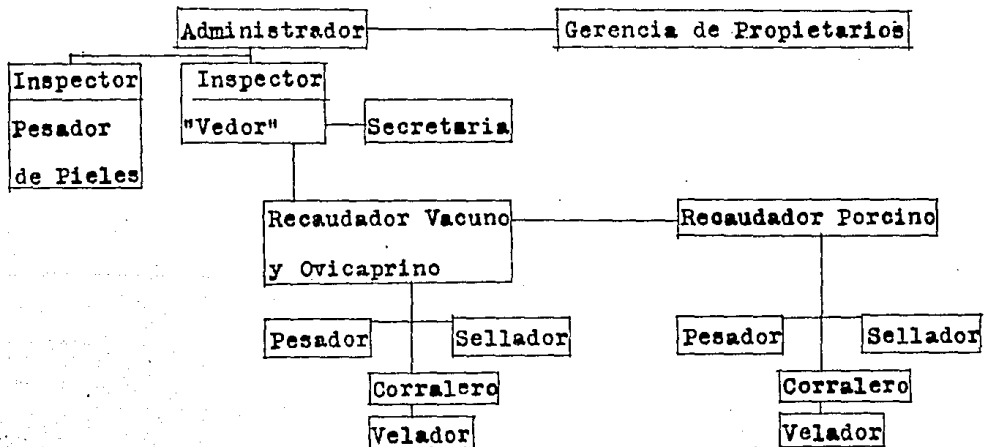 Administrador Gerencia de Propietarios
Inspector
Pesador
de Pieles
Inspector
"Vedor"
Secretaria
Recaudador Vacuno
y Ovicaprino
Recaudador Porcino
Pesador
Sellador
Corralero
Velador
Pesador
Sellador
Corralero
Velador